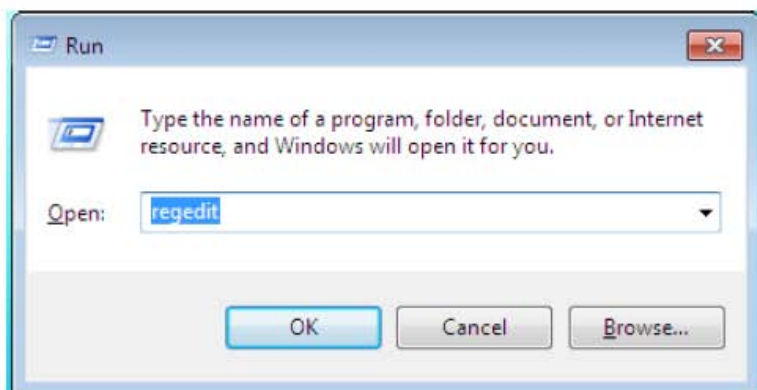 Run
Type the name of a program, folder, document, or Internet
resource, and Windows will open it for you.
Open: regedit
OK Cancel Browse...